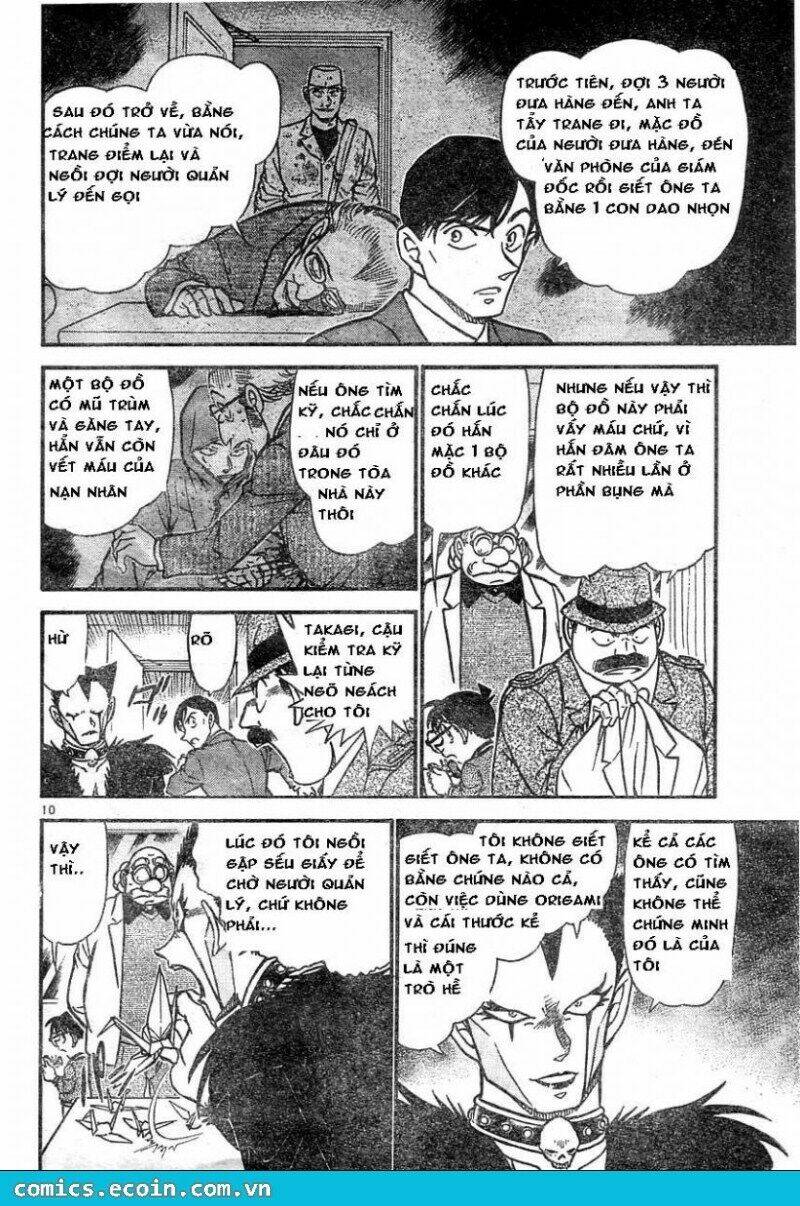 TRƯỚC TIÊN, ĐỢI 3 NGƯỜI
ĐƯA HÀNG ĐẾN, ANH TA
TẨY TRANG ĐI, MẶC ĐỒ
CỦA NGƯỜI ĐƯA HÀNG, ĐẾN
VĂN PHÒNG CỦA GIÁM
ĐỐC RỒI GIẾT ÔNG TA
BẰNG 1 CON DAO NHỌN
SAU ĐÓ TRỞ VỀ, BẰNG
CÁCH CHÚNG TA VỪA NÓI,
TRANG ĐIỂM LẠI VÀ
NGỒI ĐỢI NGƯỜI QUẢN
LÝ ĐẾN GỌI
NHƯNG NẾU VẬY THÌ
BỘ ĐỒ NÀY PHẢI
VẤY MÁU CHỨ, VÌ
HẮN ĐÂM ÔNG TA
RẤT NHIỀU LẦN Ở
PHẦN BỤNG MÀ
CHẮC
CHẮN LÚC
ĐÓ HẮN
MẶC 1 BỘ
ĐỒ KHÁC
NẾU ÔNG TÌM
KỸ, CHẮC CHẮN
NÓ CHỈ Ở
ĐÂU ĐÓ
TRONG TÒA
NHÀ NÀY
THÔI
MỘT BỘ ĐỒ
CÓ MŨ TRÙM
VÀ GĂNG TAY,
HẲN VẪN CÒN
VẾT MÁU CỦA
NẠN NHÂN
TAKAGI, CẬU
KIỂM TRA KỸ
LẠI TỪNG
NGÕ NGÁCH
CHO TÔI
RÕ
HỪ
10
KỂ CẢ CÁC
ÔNG CÓ TÌM
THẤY, CŨNG
KHÔNG THỂ
CHỨNG MINH
ĐÓ LÀ CỦA
TÔI
TÔI KHÔNG GIẾT
GIẾT ÔNG TA, KHÔNG CÓ
BẰNG CHỨNG NÀO CẢ,
CÒN VIỆC DÙNG ORIGAMI
VÀ CÁI THƯỚC KẺ
THÌ ĐÚNG
LÀ MỘT
TRÒ HỀ
LÚC ĐÓ TÔI NGỒI
GẤP SẾU GIẤY ĐỂ
CHỜ NGƯỜI QUẢN
LÝ, CHỨ KHÔNG
PHẢI...
VẬY
THÌ..
comics.ecoin.com.vn